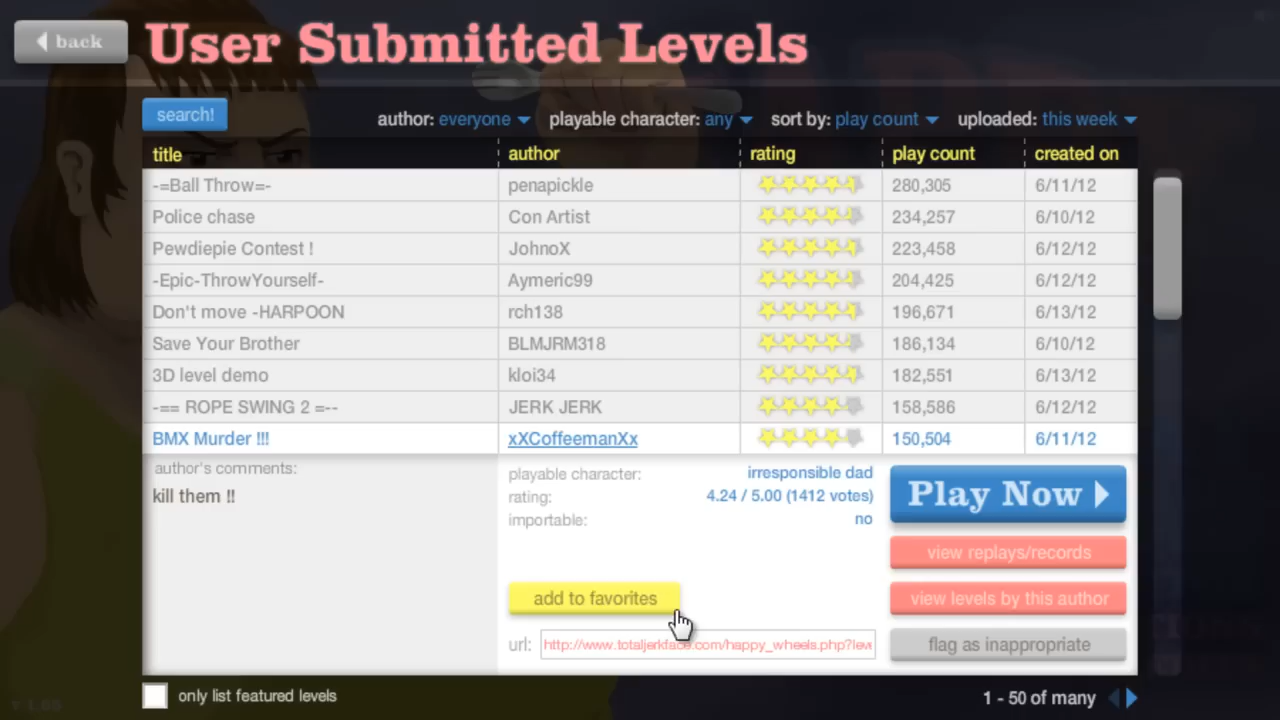 back
User Submitted Levels
search!
author: everyone playable character: any sort by: play count uploaded: this week
title author rating play count created on
-=Ball Throw=- penapickle 280,305 6/11/12
Police chase Con Artist 234,257 6/10/12
Pewdiepie Contest ! JohnoX 223,458 6/12/12
-Epic-ThrowYourself- Aymeric99 204,425 6/12/12
Don't move -HARPOON rch138 196,671 6/13/12
Save Your Brother BLMJRM318 186,134 6/10/12
3D level demo kloi34 182,551 6/13/12
-== ROPE SWING 2 =-- JERK JERK 158,586 6/12/12
BMX Murder !!! xXCoffeemanXx 150,504 6/11/12
author's comments:
kill them !!
playable character: irresponsible dad
rating: 4.24 / 5.00 (1412 votes)
importable: no
add to favorites
url: http://www.totaljerkface.com/happy_wheels.php?lev
Play Now
view replays/records
view levels by this author
flag as inappropriate
only list featured levels
1 - 50 of many